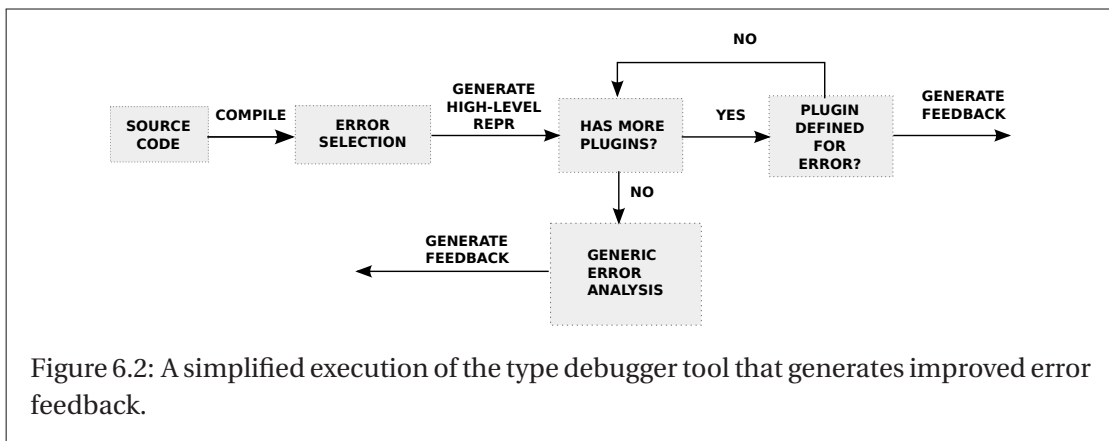 NO
SOURCE
CODE
COMPILE
ERROR
SELECTION
GENERATE
HIGH-LEVEL
REPR
HAS MORE
PLUGINS?
YES
PLUGIN
DEFINED
FOR
ERROR?
GENERATE
FEEDBACK
NO
GENERIC
ERROR
ANALYSIS
GENERATE
FEEDBACK
Figure 6.2: A simplified execution of the type debugger tool that generates improved error
feedback.